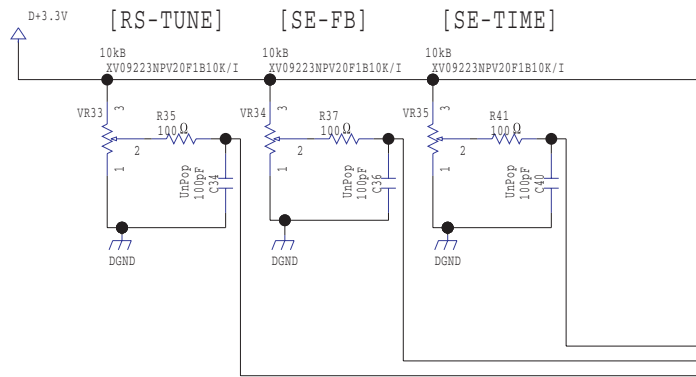 D+3.3V
[RS-TUNE]
[SE-FB]
[SE-TIME]
10kB
XV09223NPV20F1B10K/I
10kB
XV09223NPV20F1B10K/I
10kB
XV09223NPV20F1B10K/I
VR33
3
2
1
R35
100Ω
UnPop
100pF
C34
DGND
VR34
3
2
1
R37
100Ω
UnPop
100pF
C36
DGND
VR35
3
2
1
R41
100Ω
UnPop
100pF
C40
DGND